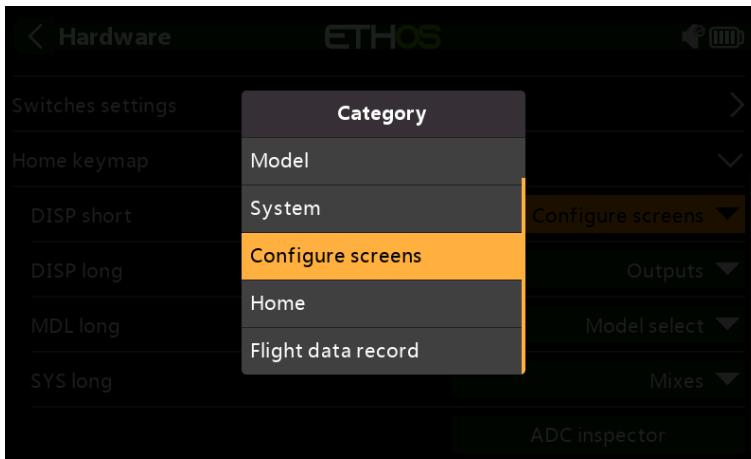 Hardware
ETHOS
Switches settings
Category
Home keymap
Model
DISP short
System
Configure screens
Configure screens
DISP long
Outputs
Home
MDL long
Model select
Flight data record
SYS long
Mixes
ADC inspector